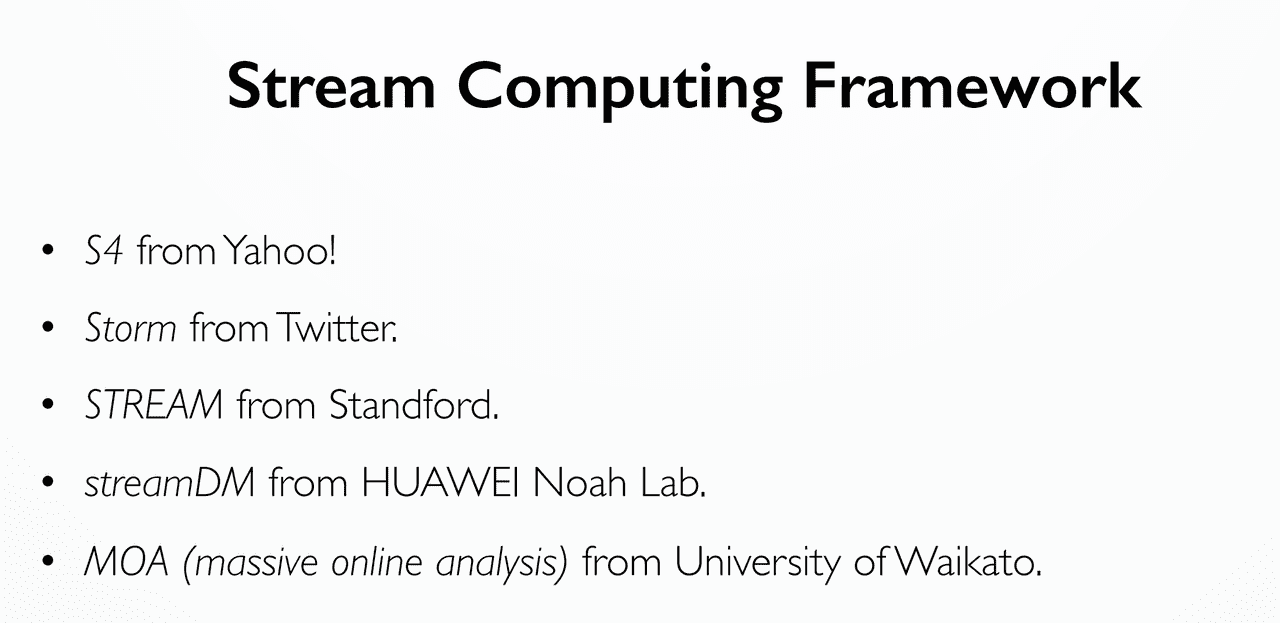 Stream Computing Framework
• S4 from Yahoo!
• Storm from Twitter.
• STREAM from Standford.
• streamDM from HUAWEI Noah Lab.
• MOA (massive online analysis) from University of Waikato.